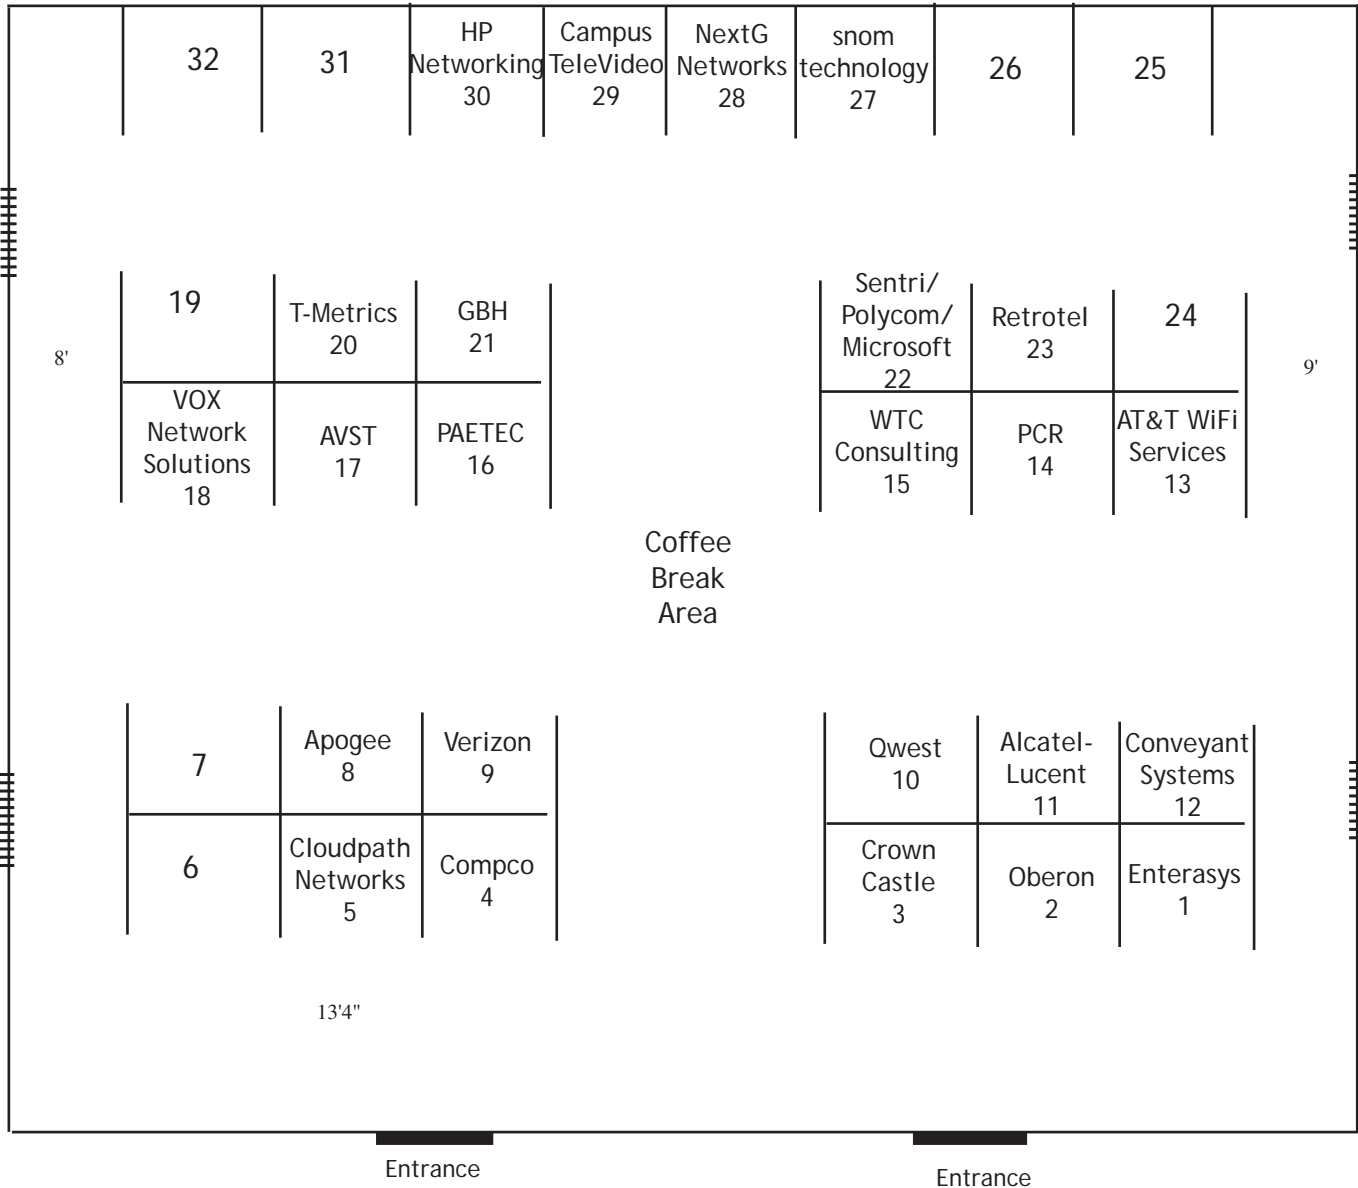 32
31
HP
Networking
30
Campus
TeleVideo
29
NextG
Networks
28
snom
technology
27
26
25
19
T-Metrics
20
GBH
21
Sentri/
Polycom/
Microsoft
22
Retrotel
23
24
8'
9'
VOX
Network
Solutions
18
AVST
17
PAETEC
16
WTC
Consulting
15
PCR
14
AT&T WiFi
Services
13
Coffee
Break
Area
7
Apogee
8
Verizon
9
Qwest
10
Alcatel-
Lucent
11
Conveyant
Systems
12
6
Cloudpath
Networks
5
Compco
4
Crown
Castle
3
Oberon
2
Enterasys
1
13'4"
Entrance
Entrance